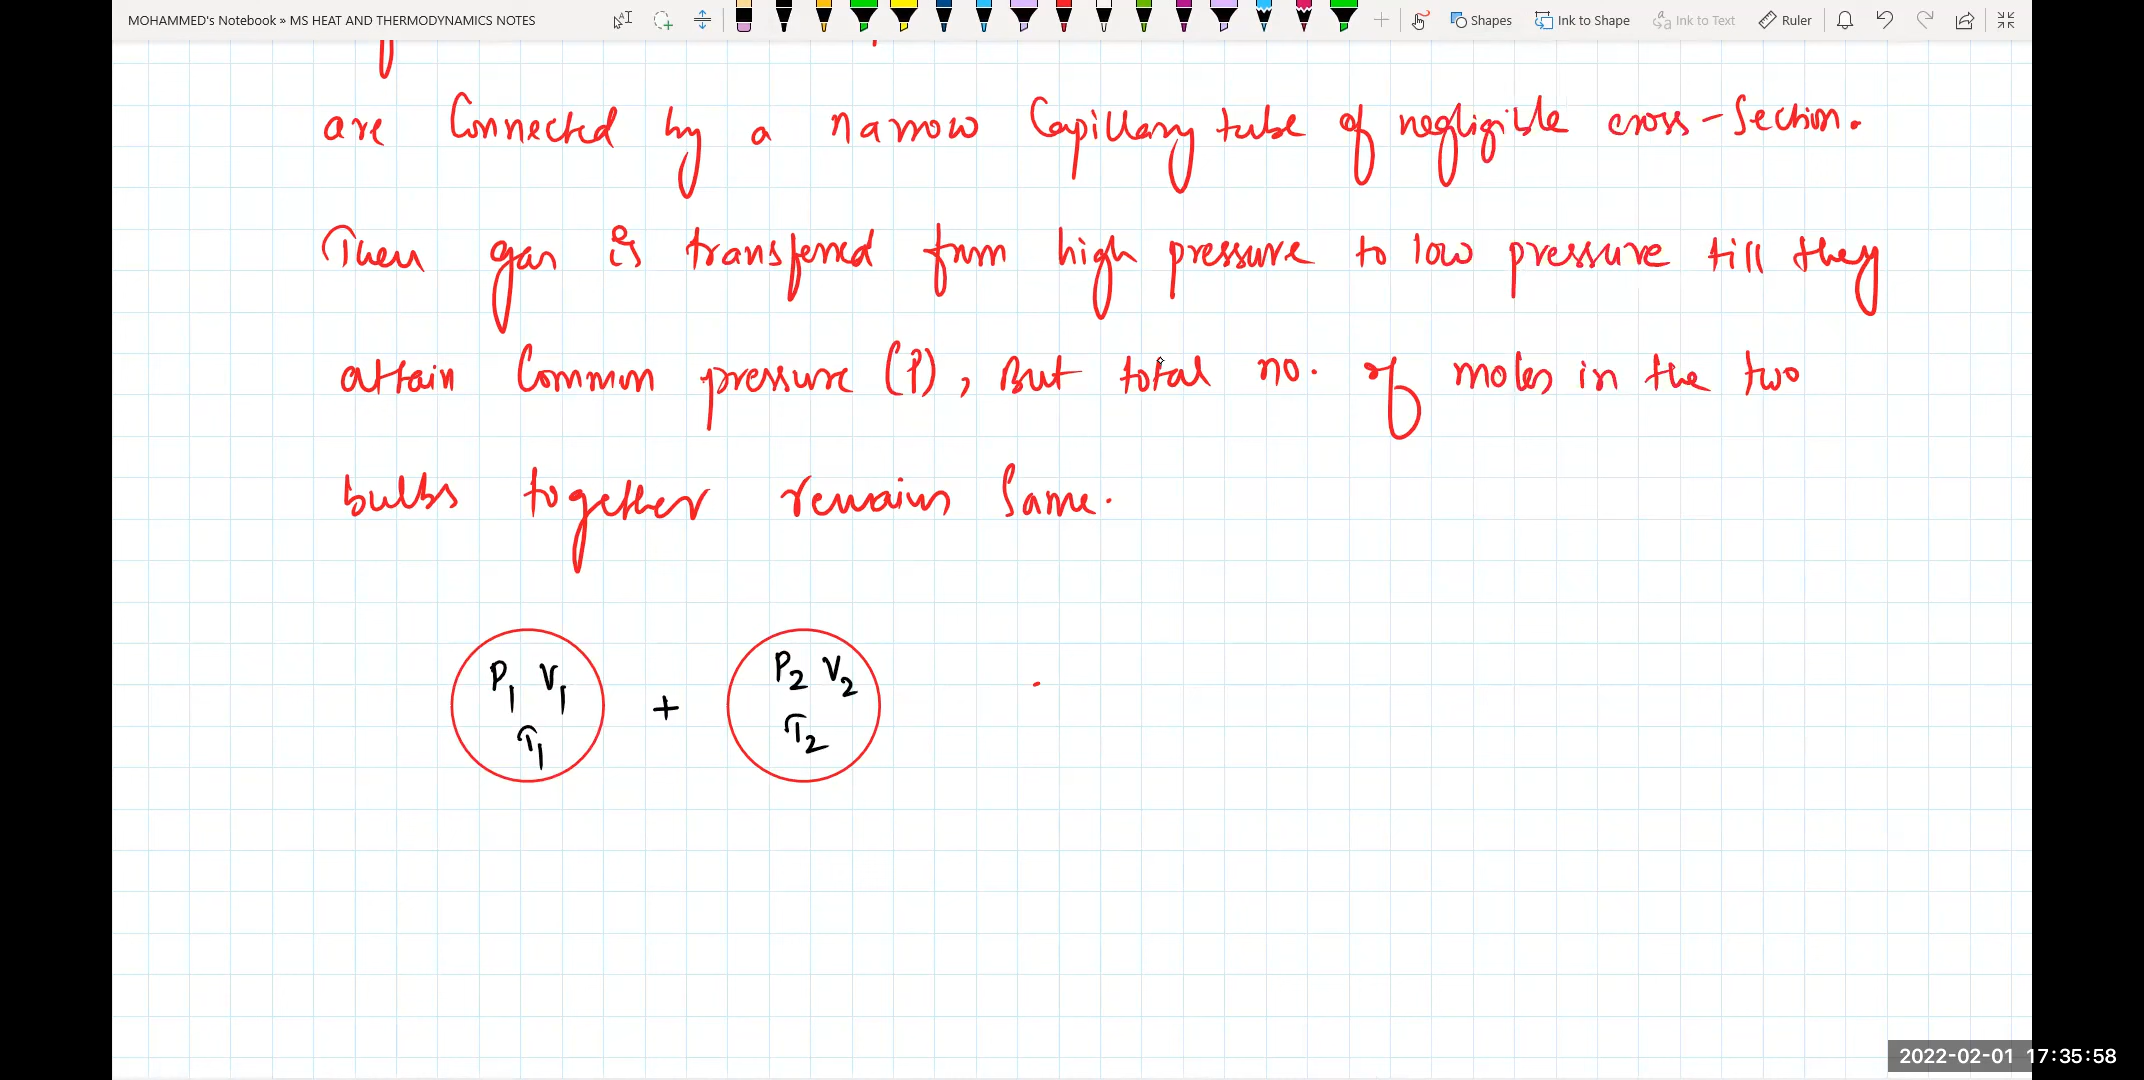 MOHAMMED's Notebook » MS HEAT AND THERMODYNAMICS NOTES
Shapes Ink to Shape Ink to Text Ruler
are Connected by a narrow Capillary tube of negligible cross-Section.
Then gas is transferred from high pressure to low pressure till they
attain Common pressure (P), But total no. of moles in the two
bulbs together remains Same.
P1 V1 + P2 V2
T1 T2
2022-02-01 17:35:58